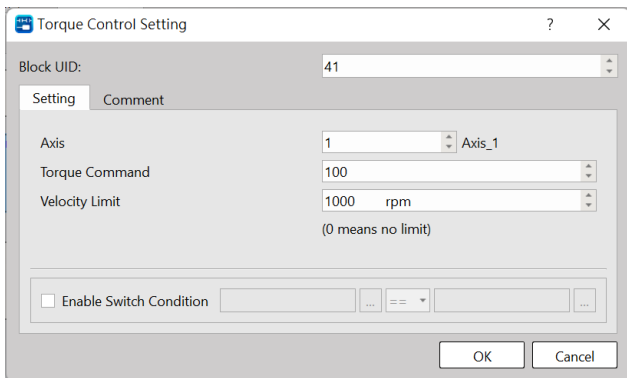 Torque Control Setting ? ×
Block UID: 41
Setting Comment
Axis 1 Axis_1
Torque Command 100
Velocity Limit 1000 rpm
(0 means no limit)
Enable Switch Condition ... == ...
OK Cancel